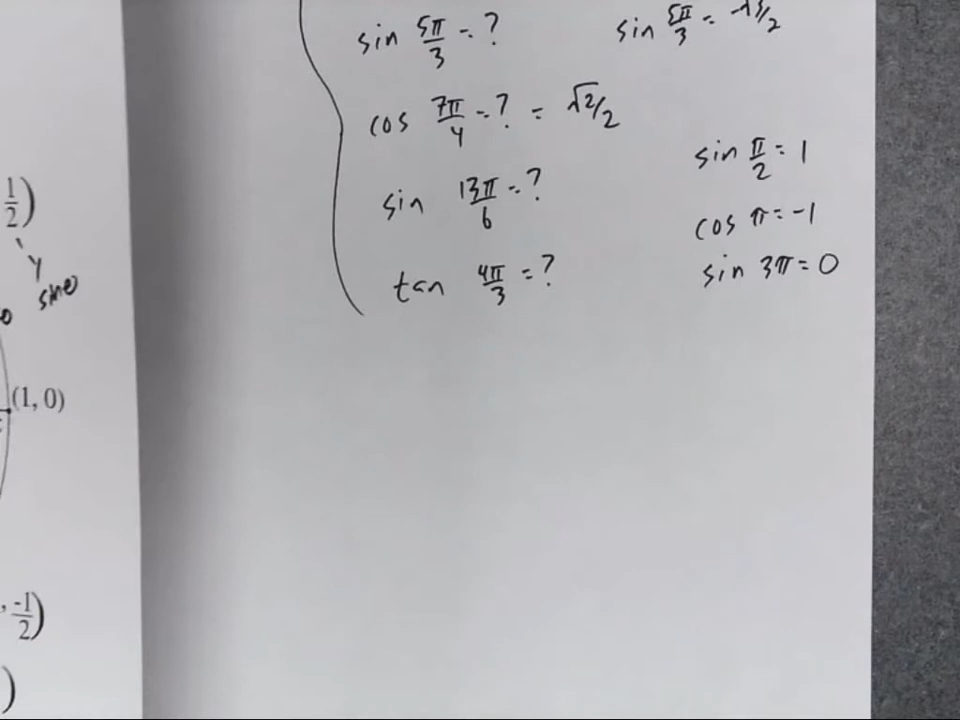 sin 5π/3 = ?
sin 5π/3 = -√3/2
cos 7π/4 = ? = √2/2
sin π/2 = 1
1/2)
sin 13π/6 = ?
cos π = -1
y
sin θ
tan 4π/3 = ?
sin 3π = 0
(1, 0)
, -1/2)
)